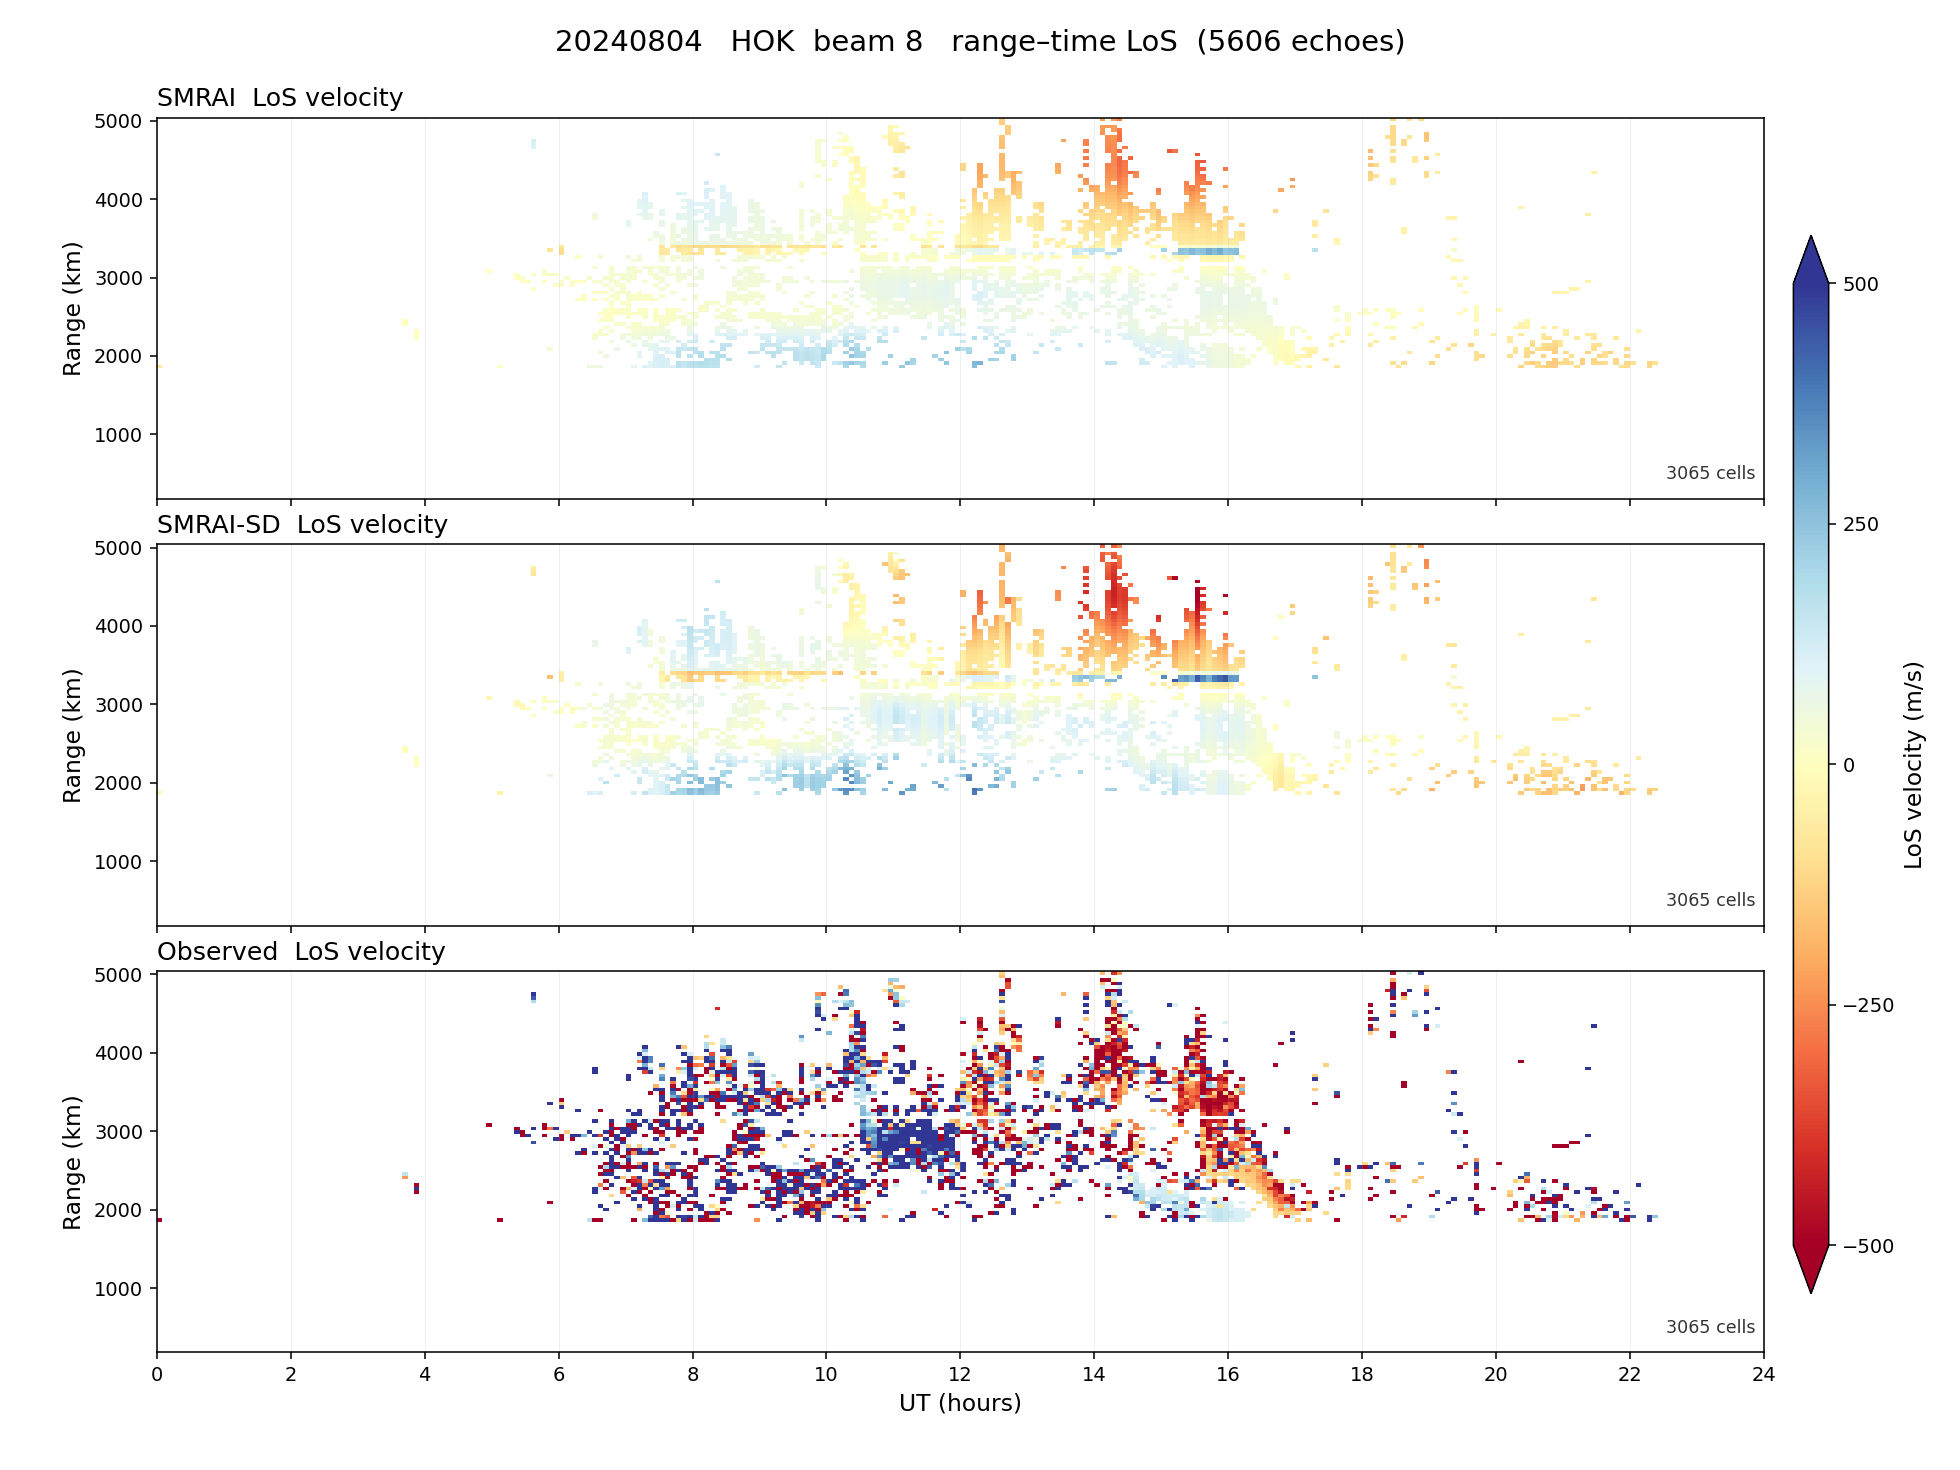 20240804   HOK  beam 8   range–time LoS  (5606 echoes)
SMRAI  LoS velocity
5000
4000
3000
2000
1000
Range (km)
3065 cells
SMRAI-SD  LoS velocity
5000
4000
3000
2000
1000
Range (km)
3065 cells
Observed  LoS velocity
5000
4000
3000
2000
1000
Range (km)
3065 cells
0 2 4 6 8 10 12 14 16 18 20 22 24
UT (hours)
500
250
0
−250
−500
LoS velocity (m/s)